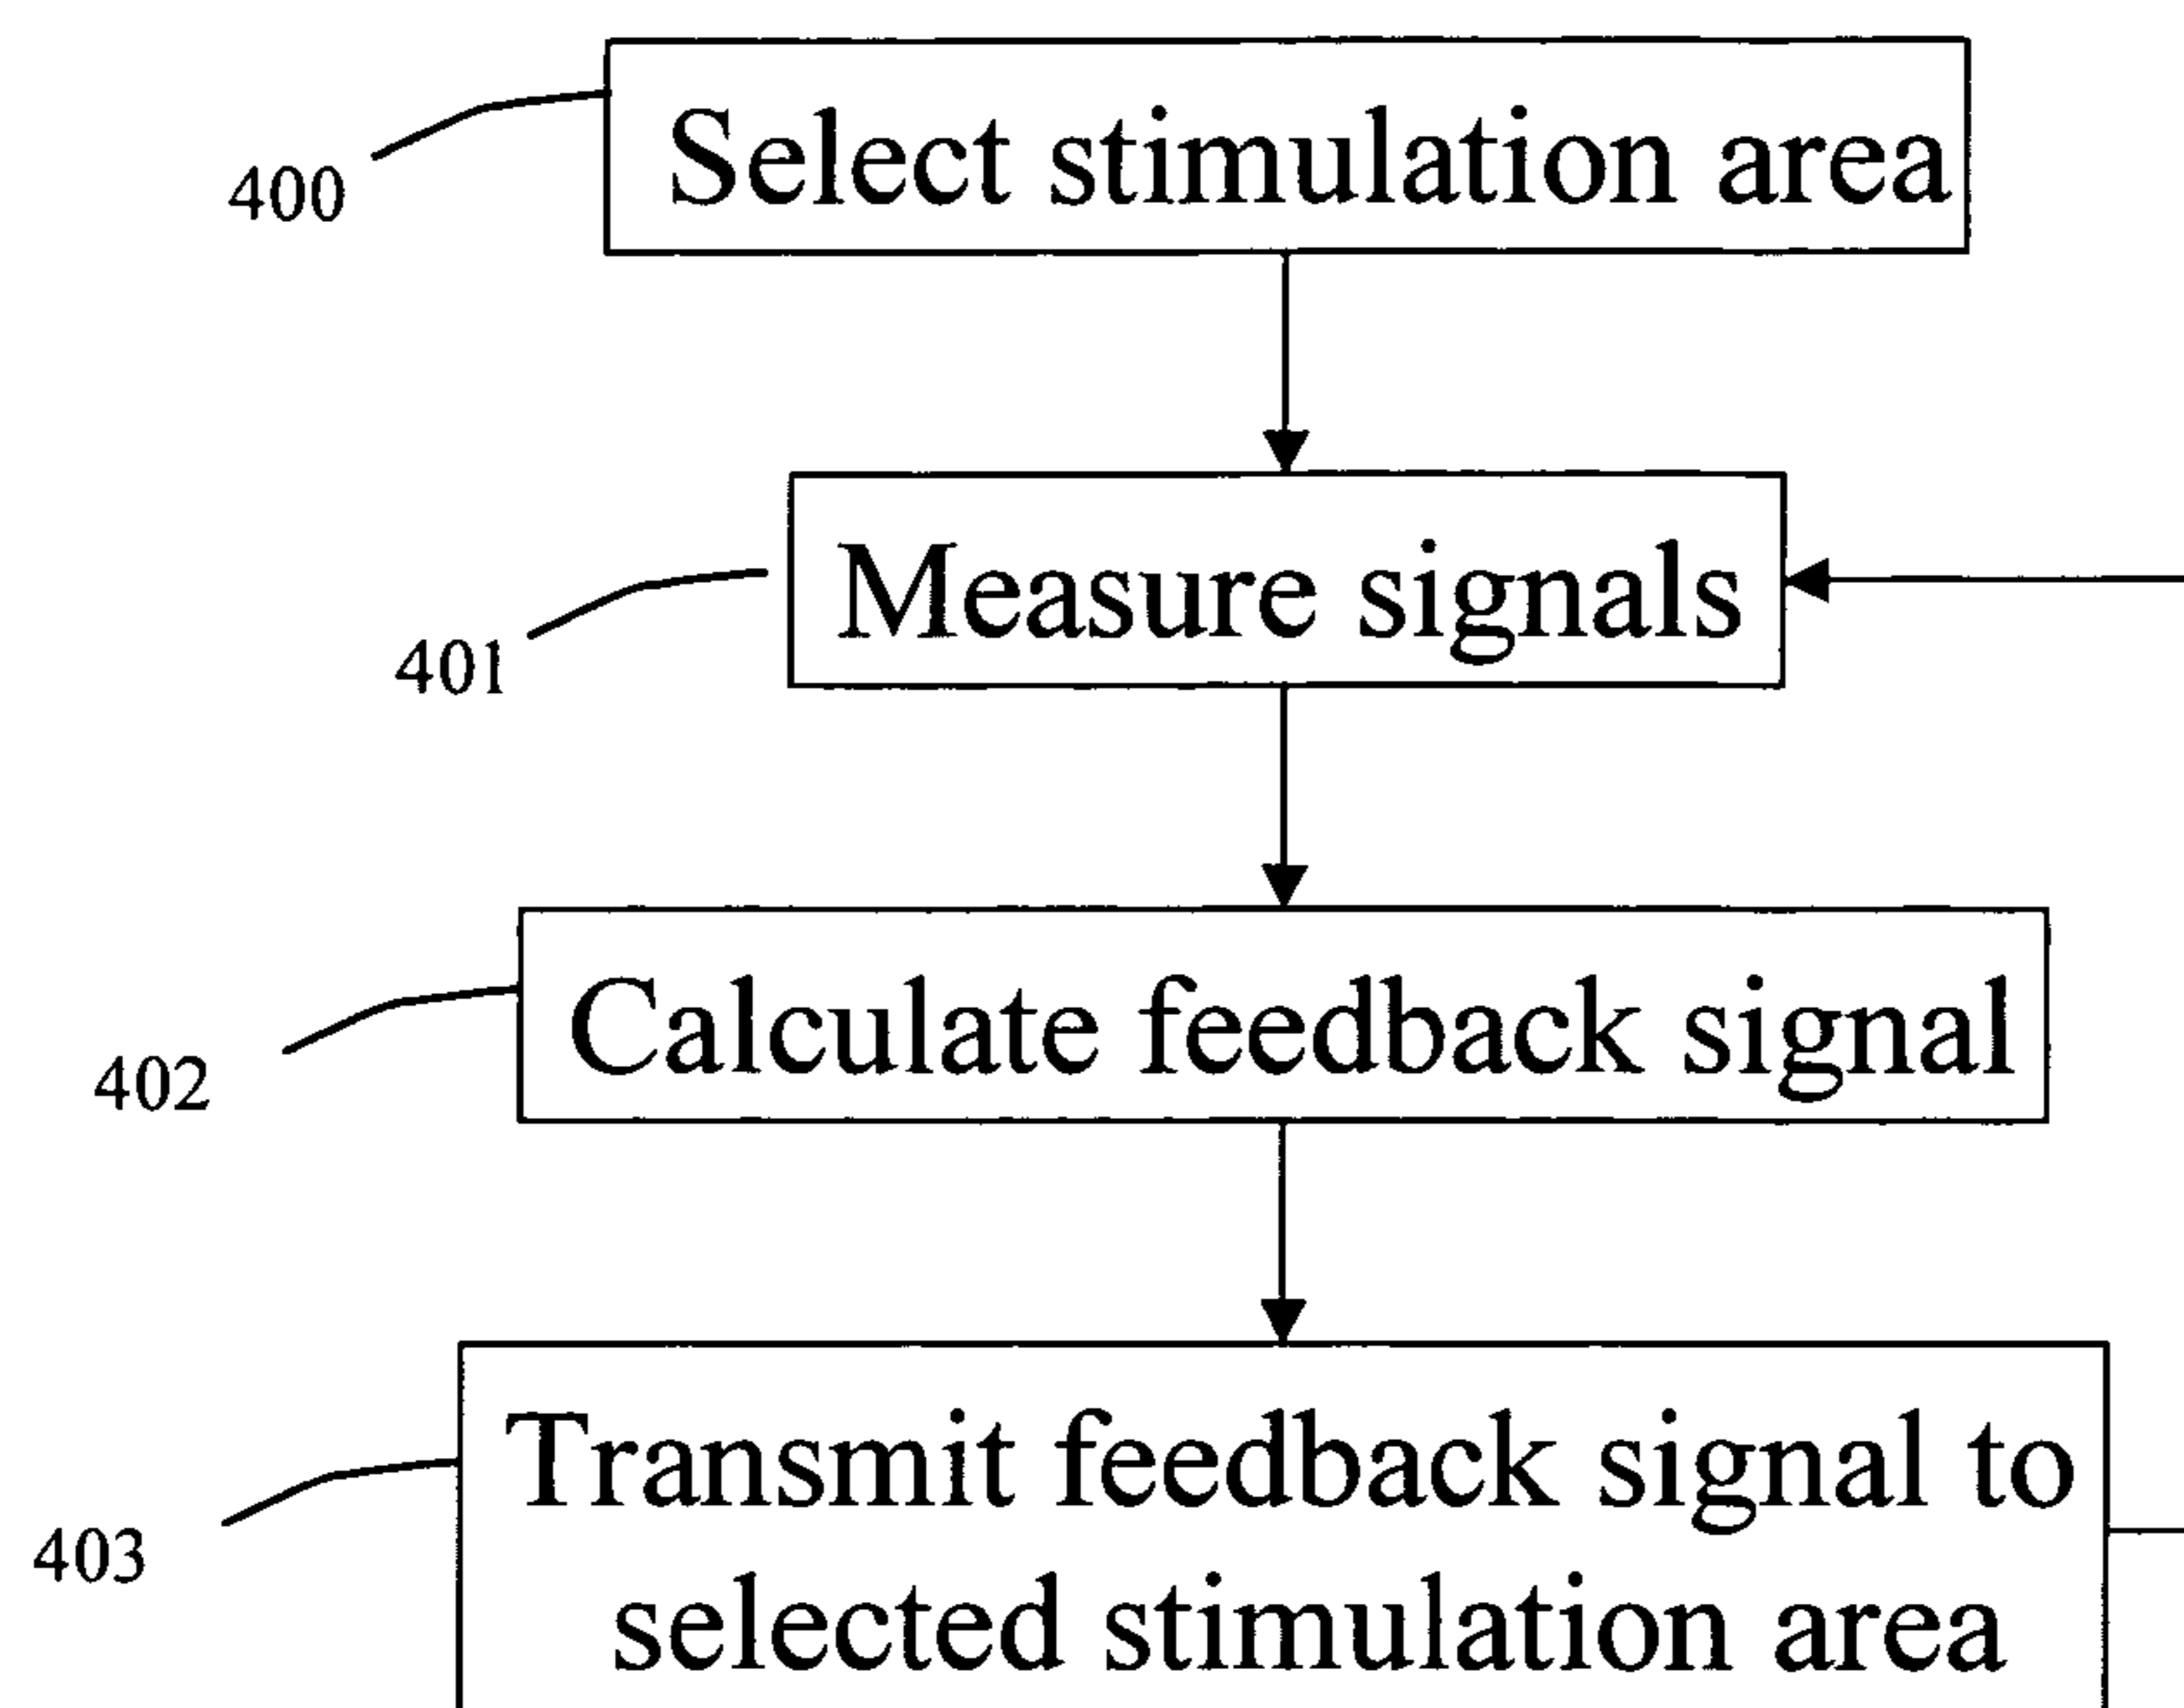 Select stimulation area
400
Measure signals
401
Calculate feedback signal
402
Transmit feedback signal to
403
selected stimulation area